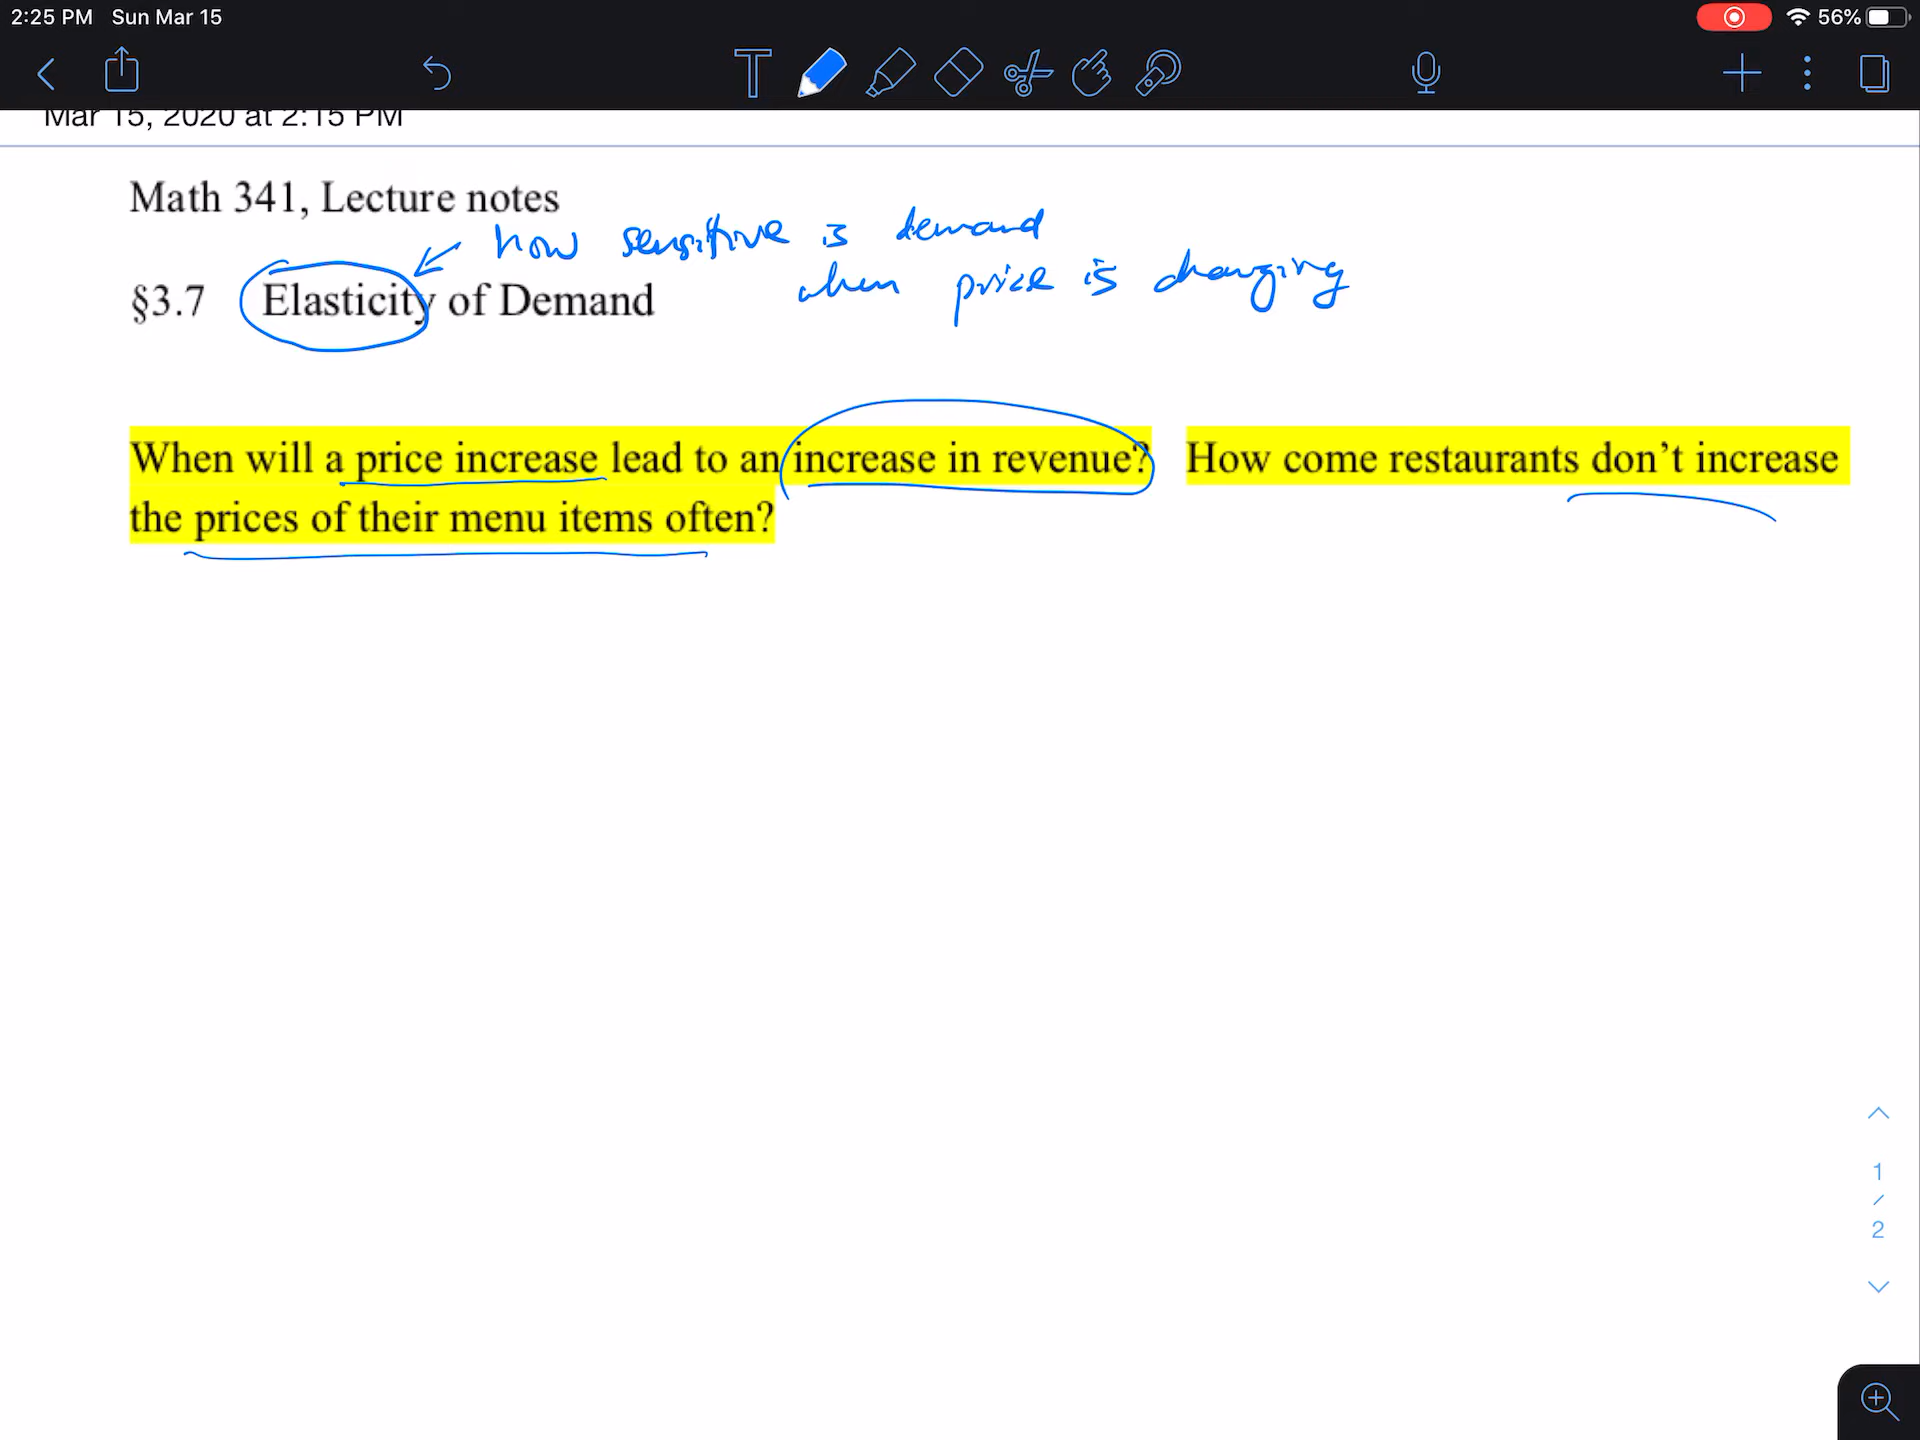 2:25 PM Sun Mar 15
56%
T
Mar 15, 2020 at 2:15 PM
Math 341, Lecture notes
how sensitive is demand
when price is changing
§3.7 Elasticity of Demand
When will a price increase lead to an increase in revenue? How come restaurants don’t increase
the prices of their menu items often?
1
/
2